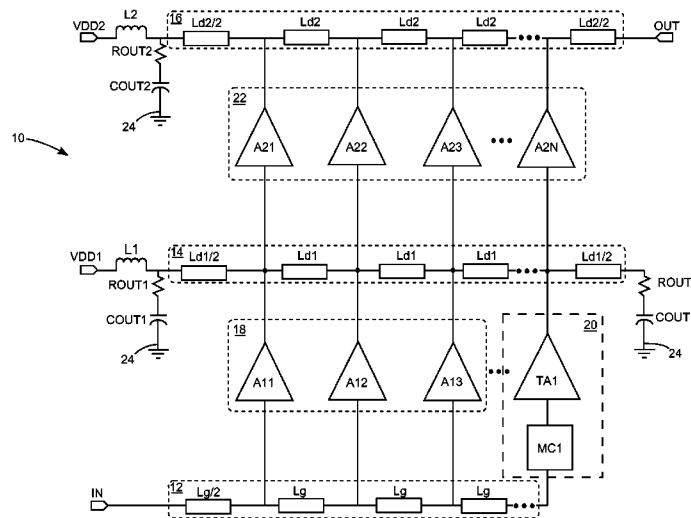 L2
16
Ld2/2 Ld2 Ld2 Ld2 ••• Ld2/2
VDD2
OUT
ROUT2
COUT2
24
22
10
A21 A22 A23 ••• A2N
L1
14
Ld1/2 Ld1 Ld1 Ld1 ••• Ld1/2
VDD1
ROUT1
ROUT
COUT1
COUT
24
24
18
20
A11 A12 A13 ••• TA1
MC1
12
IN
Lg/2 Lg Lg Lg •••